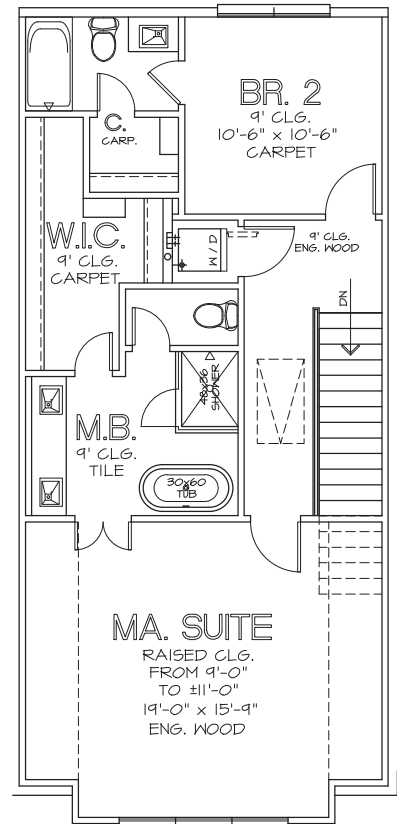 BR. 2
9' CLG.
10'-6" x 10'-6"
CARPET
C.
CARP.
W.I.C.
9' CLG.
CARPET
W / D
9' CLG.
ENG. WOOD
DN
48x36
SHOWER
M.B.
9' CLG.
TILE
30x60
TUB
MA. SUITE
RAISED CLG.
FROM 9'-0"
TO ±11'-0"
19'-0" x 15'-9"
ENG. WOOD